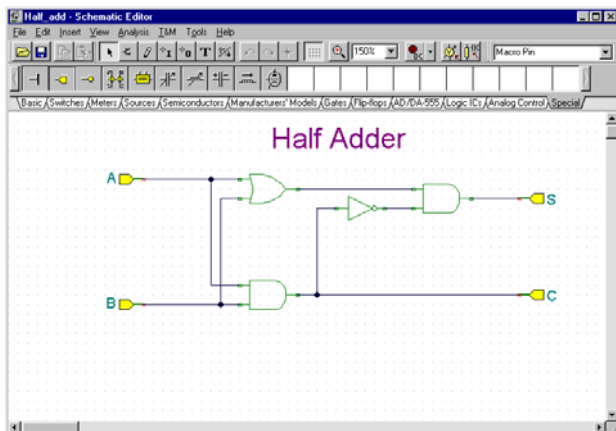 Half_add - Schematic Editor
File Edit Insert View Analysis T&M Tools Help
T 150% DC Macro Pin
Basic Switches Meters Sources Semiconductors Manufacturers' Models Gates Flip-flops AD/DA-555 Logic ICs Analog Control Special
Half Adder
A
S
B
C